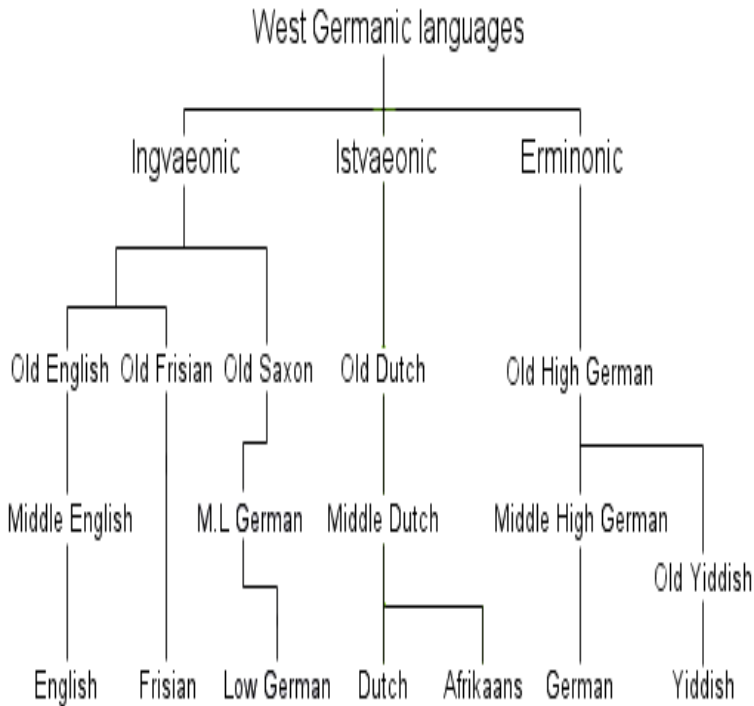 West Germanic languages
Ingvaeonic Istvaeonic Erminonic
Old English Old Frisian Old Saxon Old Dutch Old High German
Middle English M.L German Middle Dutch Middle High German
Old Yiddish
English Frisian Low German Dutch Afrikaans German Yiddish